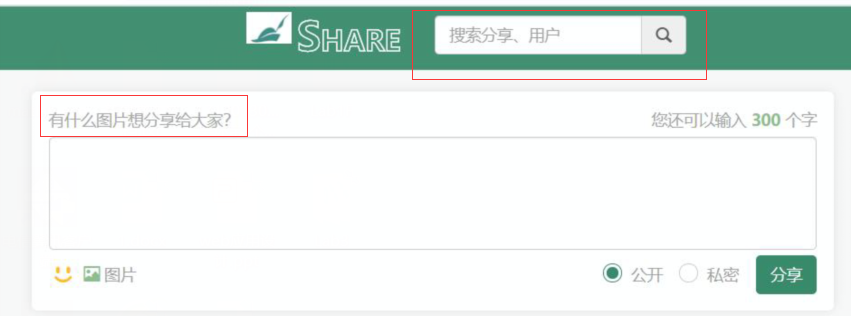 SHARE
搜索分享、用户
有什么图片想分享给大家?
您还可以输入 300 个字
图片
公开
私密
分享